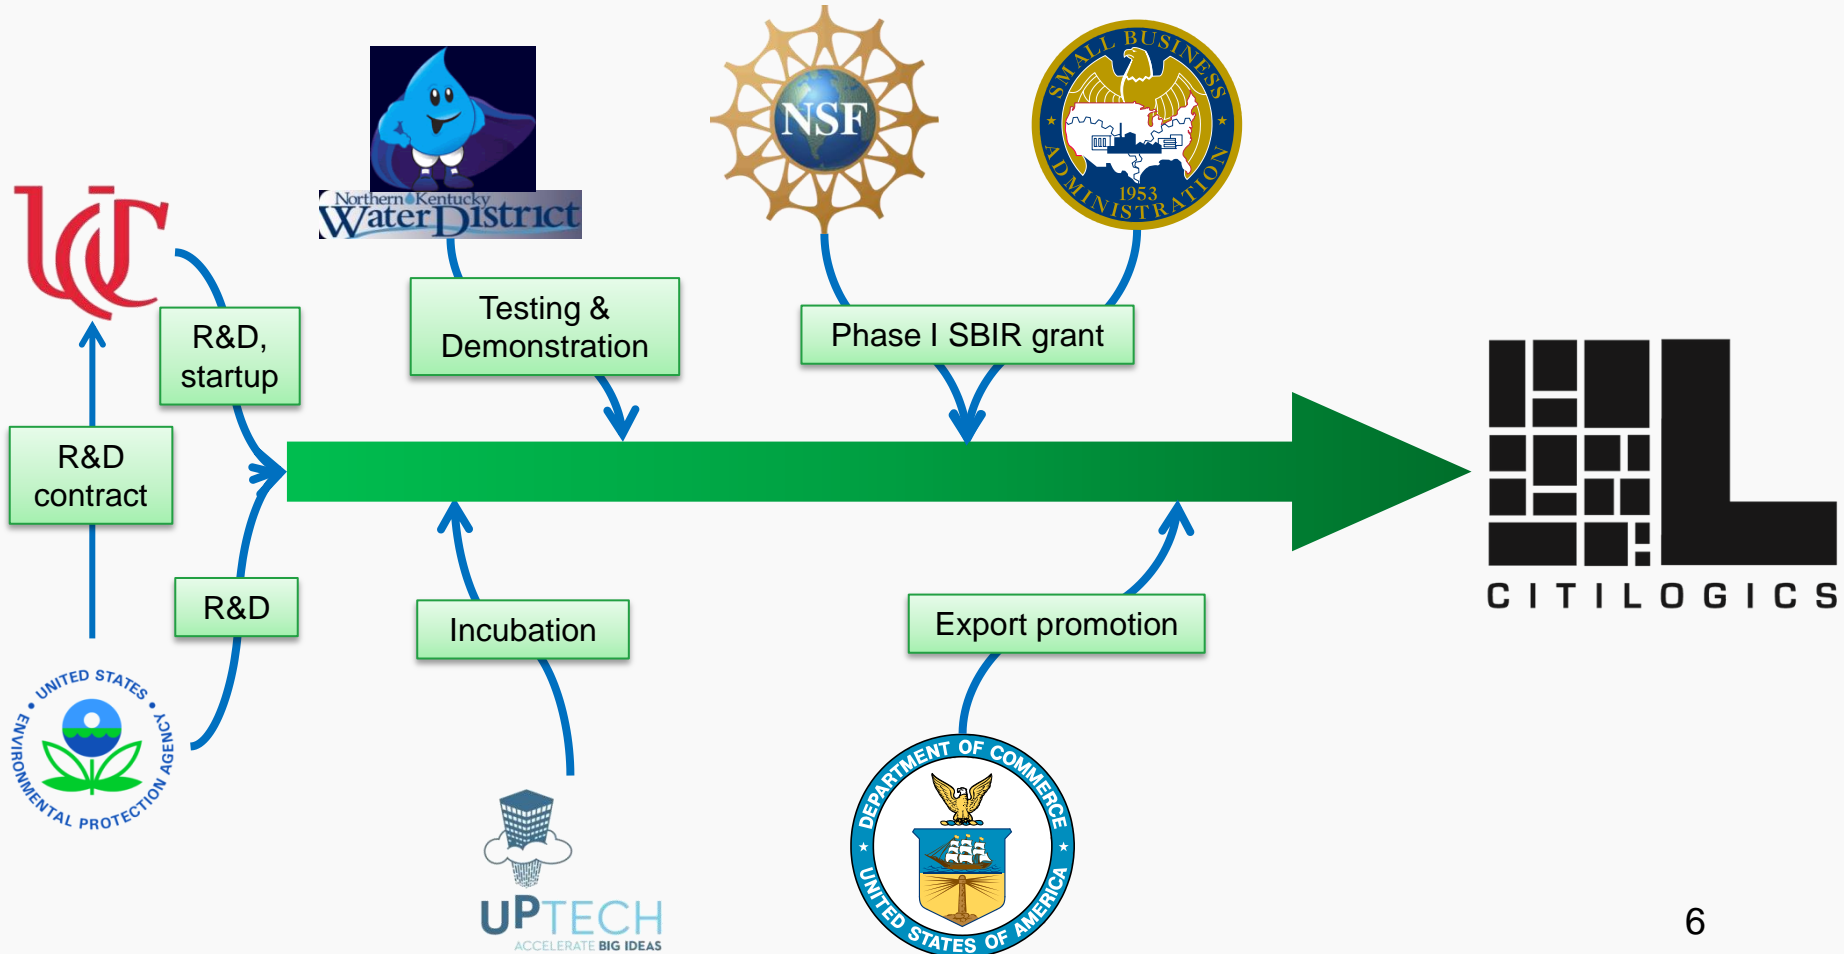 SMALL BUSINESS
ADMINISTRATION
1953
NSF
Northern Kentucky
Water District
UC
R&D,
startup
Testing &
Demonstration
Phase I SBIR grant
R&D
contract
R&D
Incubation
Export promotion
CITILOGICS
UNITED STATES
ENVIRONMENTAL PROTECTION AGENCY
DEPARTMENT OF COMMERCE
UNITED STATES OF AMERICA
UPTECH
ACCELERATE BIG IDEAS
6